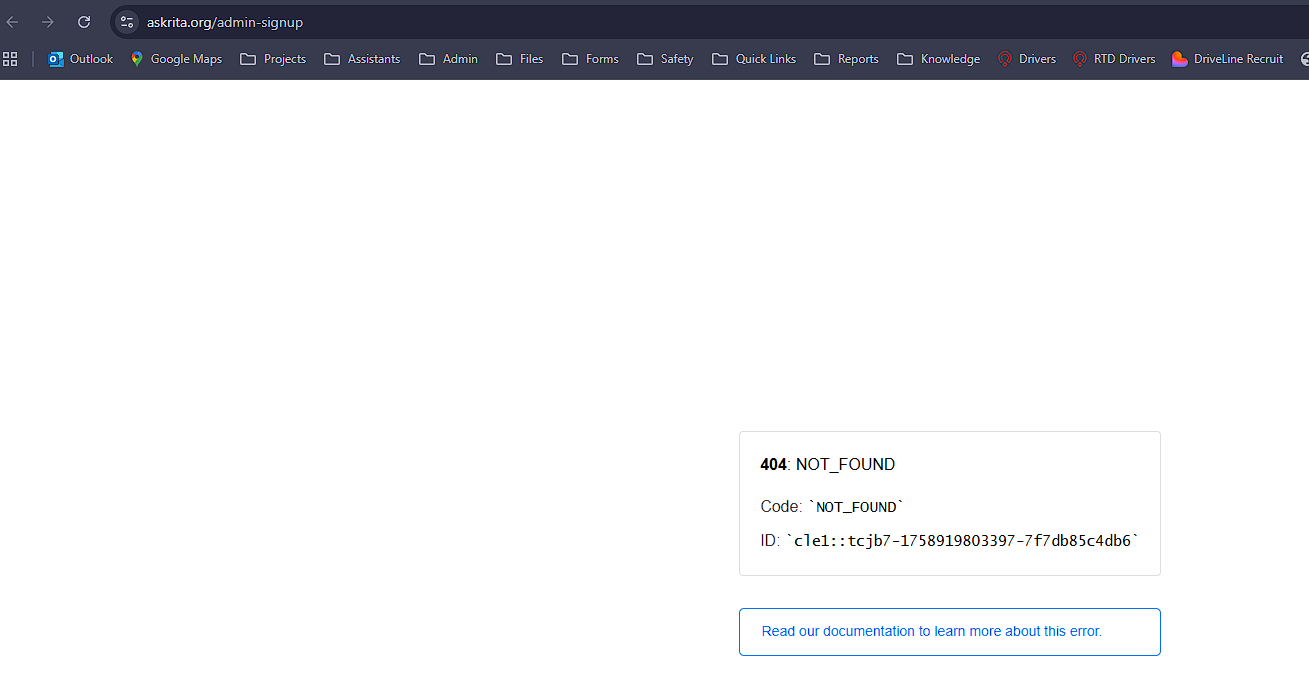 askrita.org/admin-signup
Outlook Google Maps Projects Assistants Admin Files Forms Safety Quick Links Reports Knowledge Drivers RTD Drivers DriveLine Recruit
404: NOT_FOUND
Code: `NOT_FOUND`
ID: `cle1::tcjb7-1758919803397-7f7db85c4db6`
Read our documentation to learn more about this error.